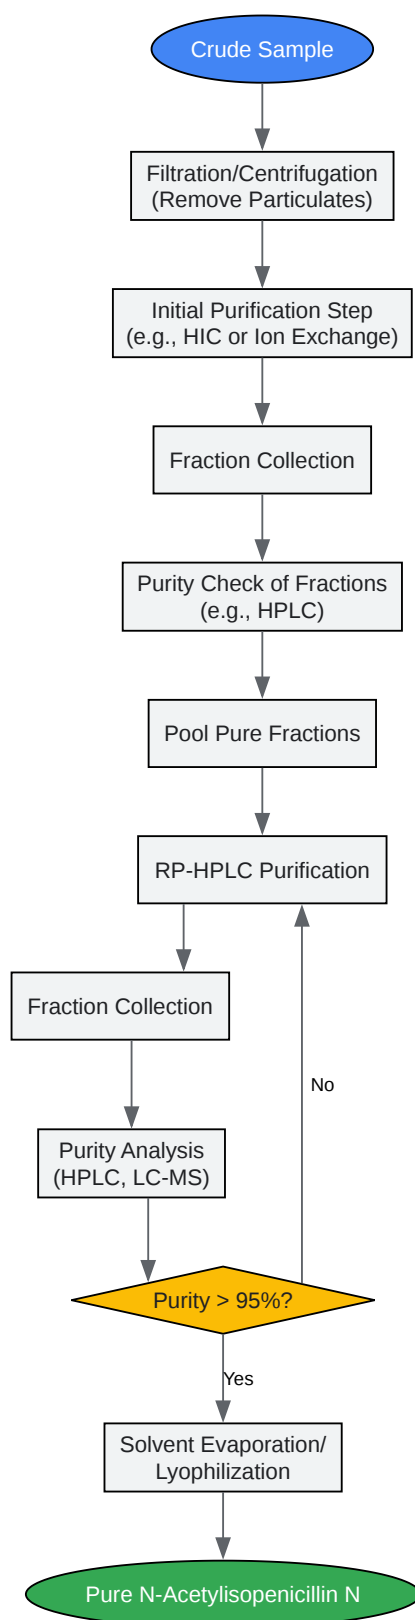 Crude Sample
Filtration/Centrifugation
(Remove Particulates)
Initial Purification Step
(e.g., HIC or Ion Exchange)
Fraction Collection
Purity Check of Fractions
(e.g., HPLC)
Pool Pure Fractions
RP-HPLC Purification
Fraction Collection
No
Purity Analysis
(HPLC, LC-MS)
Purity > 95%?
Yes
Solvent Evaporation/
Lyophilization
Pure N-Acetylisopenicillin N